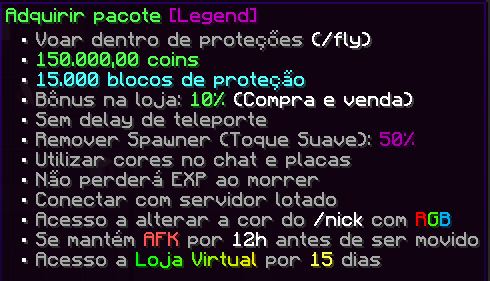 Adquirir pacote [Legend]
▪ Voar dentro de proteções (/fly)
▪ 150.000,00 coins
▪ 15.000 blocos de proteção
▪ Bônus na loja: 10% (Compra e venda)
▪ Sem delay de teleporte
▪ Remover Spawner (Toque Suave): 50%
▪ Utilizar cores no chat e placas
▪ Não perderá EXP ao morrer
▪ Conectar com servidor lotado
▪ Acesso a alterar a cor do /nick com RGB
▪ Se mantém AFK por 12h antes de ser movido
▪ Acesso a Loja Virtual por 15 dias